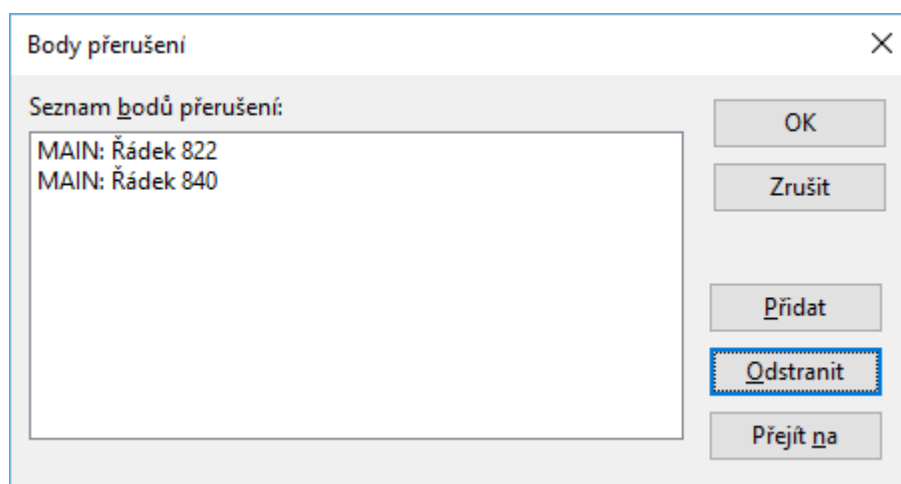 Body přerušení
Seznam bodů přerušení:
MAIN: Řádek 822
MAIN: Řádek 840
OK
Zrušit
Přidat
Odstranit
Přejít na